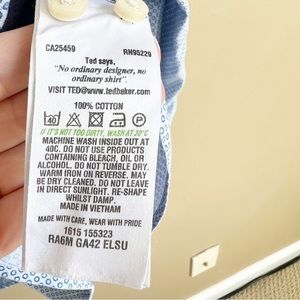 CA25459 RN95229
Ted says,
"No ordinary designer, no
ordinary shirt"
VISIT TED@www.tedbaker.com
100% COTTON
40
IF IT'S NOT TOO DIRTY, WASH AT 30°C
MACHINE WASH INSIDE OUT AT
40C. DO NOT USE PRODUCTS
CONTAINING BLEACH, OIL OR
ALCOHOL. DO NOT TUMBLE DRY.
WARM IRON ON REVERSE. MAY
BE DRY CLEANED. DO NOT LEAVE
IN DIRECT SUNLIGHT. RE-SHAPE
WHILST DAMP.
MADE IN VIETNAM
MADE WITH CARE, WEAR WITH PRIDE
1615 155323
RA6M GA42 ELSU